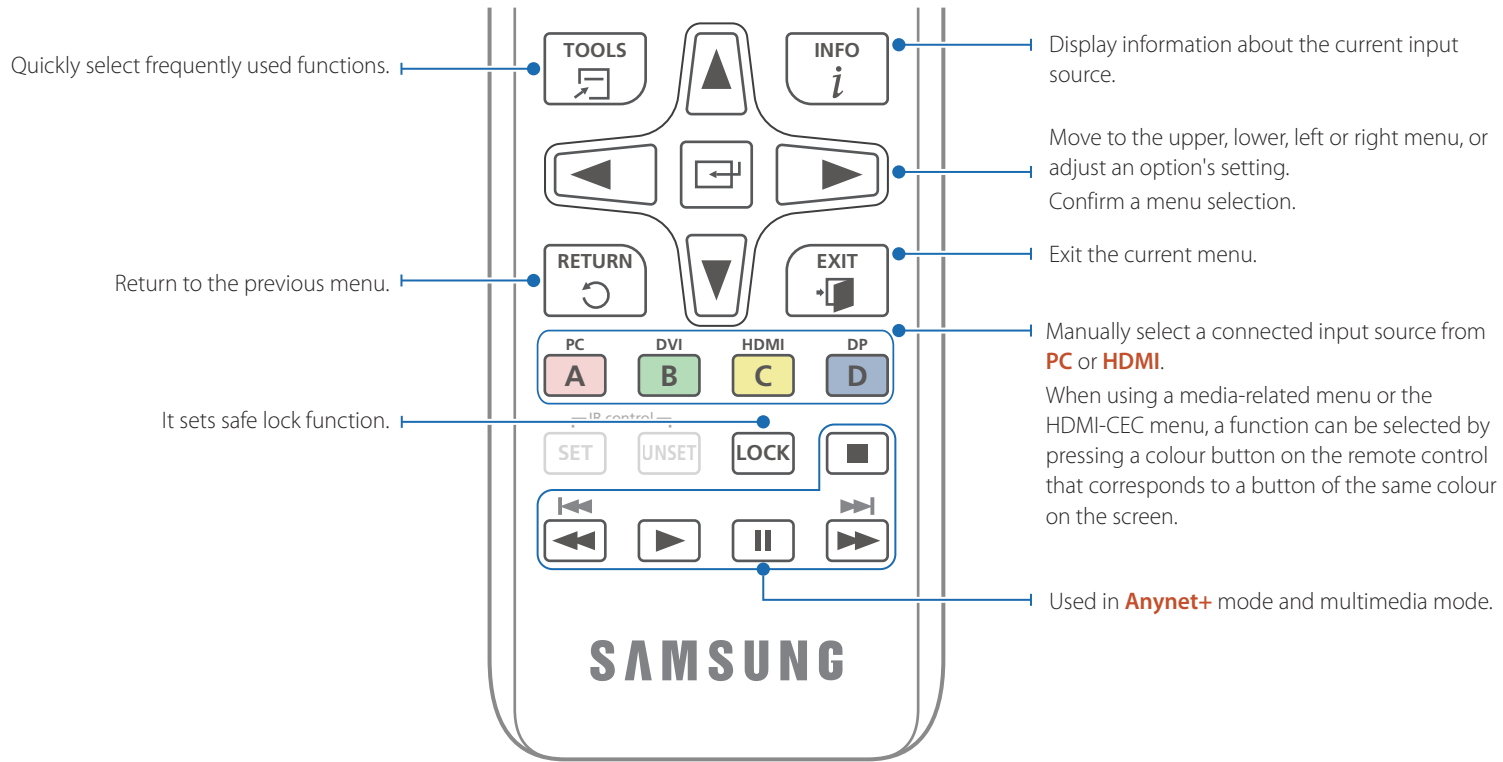 TOOLS
INFO
i
Quickly select frequently used functions.
Display information about the current input
source.
Move to the upper, lower, left or right menu, or
adjust an option's setting.
Confirm a menu selection.
RETURN
EXIT
Return to the previous menu.
Exit the current menu.
PC
DVI
HDMI
DP
A
B
C
D
Manually select a connected input source from
PC or HDMI.
When using a media-related menu or the
HDMI-CEC menu, a function can be selected by
pressing a colour button on the remote control
that corresponds to a button of the same colour
on the screen.
It sets safe lock function.
IR control
SET
UNSET
LOCK
Used in Anynet+ mode and multimedia mode.
SAMSUNG